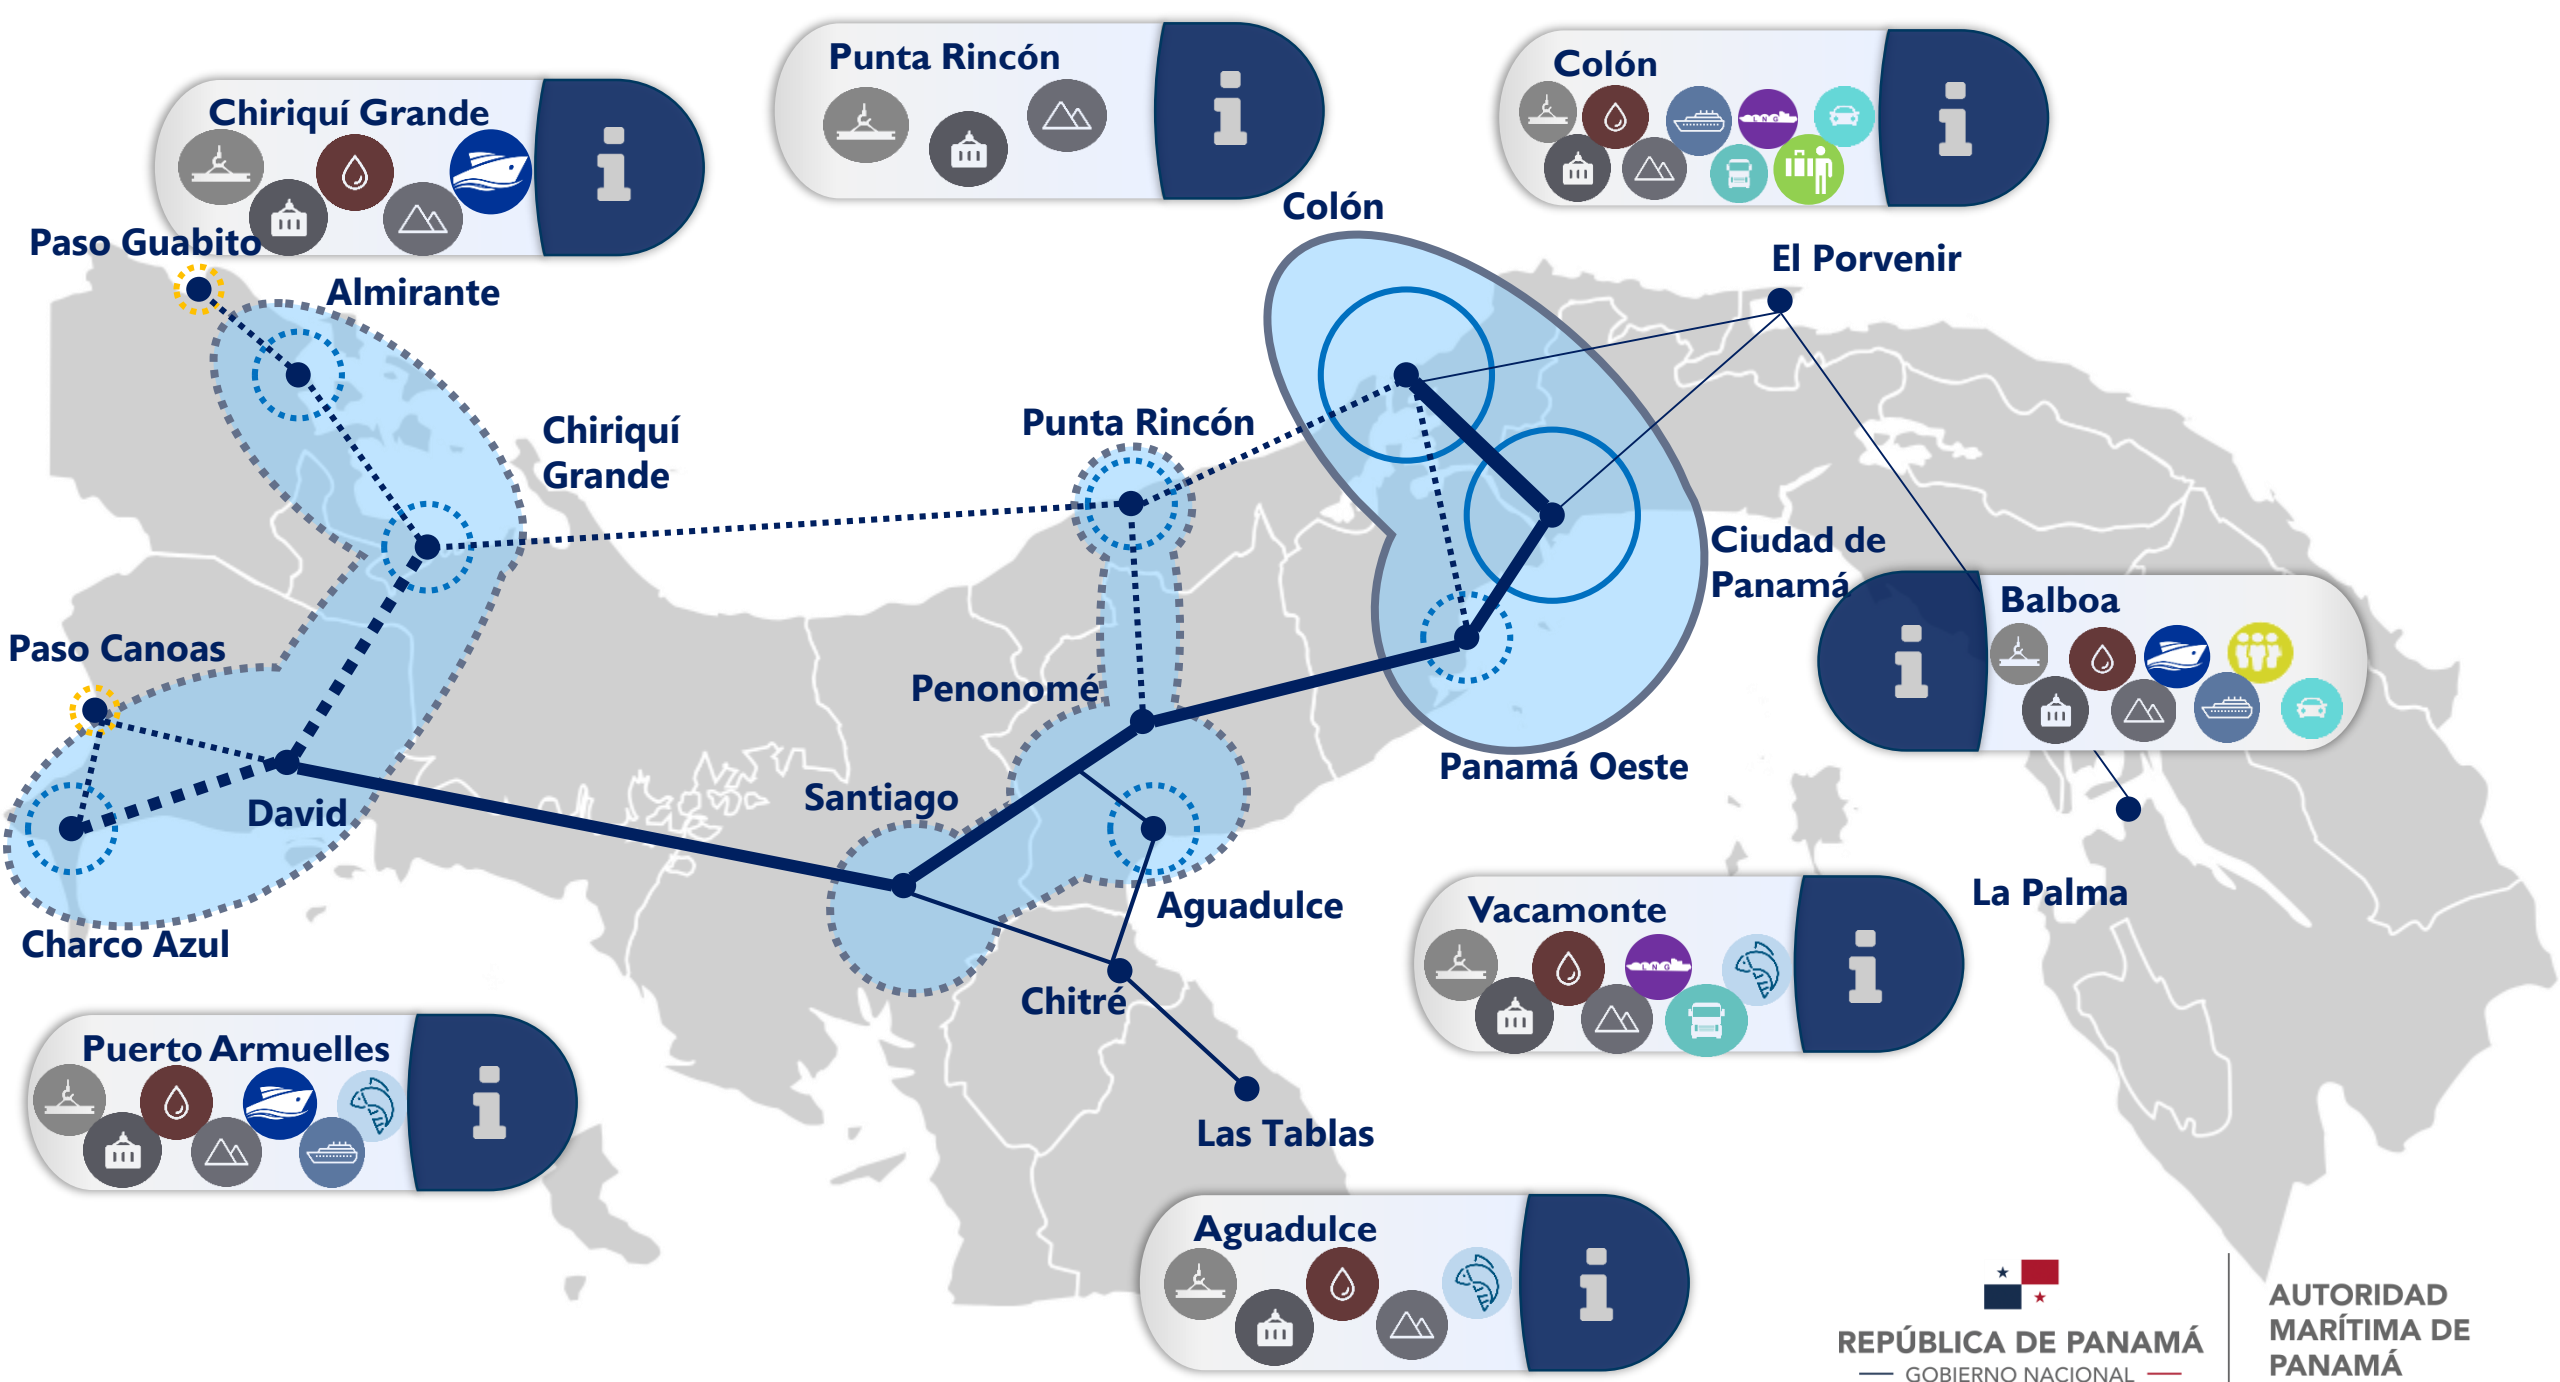 Punta Rincón
Colón
Chiriquí Grande
Colón
Paso Guabito
El Porvenir
Almirante
Punta Rincón
Chiriquí
Grande
Ciudad de
Panamá
Balboa
Paso Canoas
Penonomé
Panamá Oeste
Santiago
David
La Palma
Aguadulce
Vacamonte
Charco Azul
LNG
Chitré
Puerto Armuelles
Las Tablas
Aguadulce
REPÚBLICA DE PANAMÁ
GOBIERNO NACIONAL
AUTORIDAD
MARÍTIMA DE
PANAMÁ
LNG
i
i
i
i
i
i
i